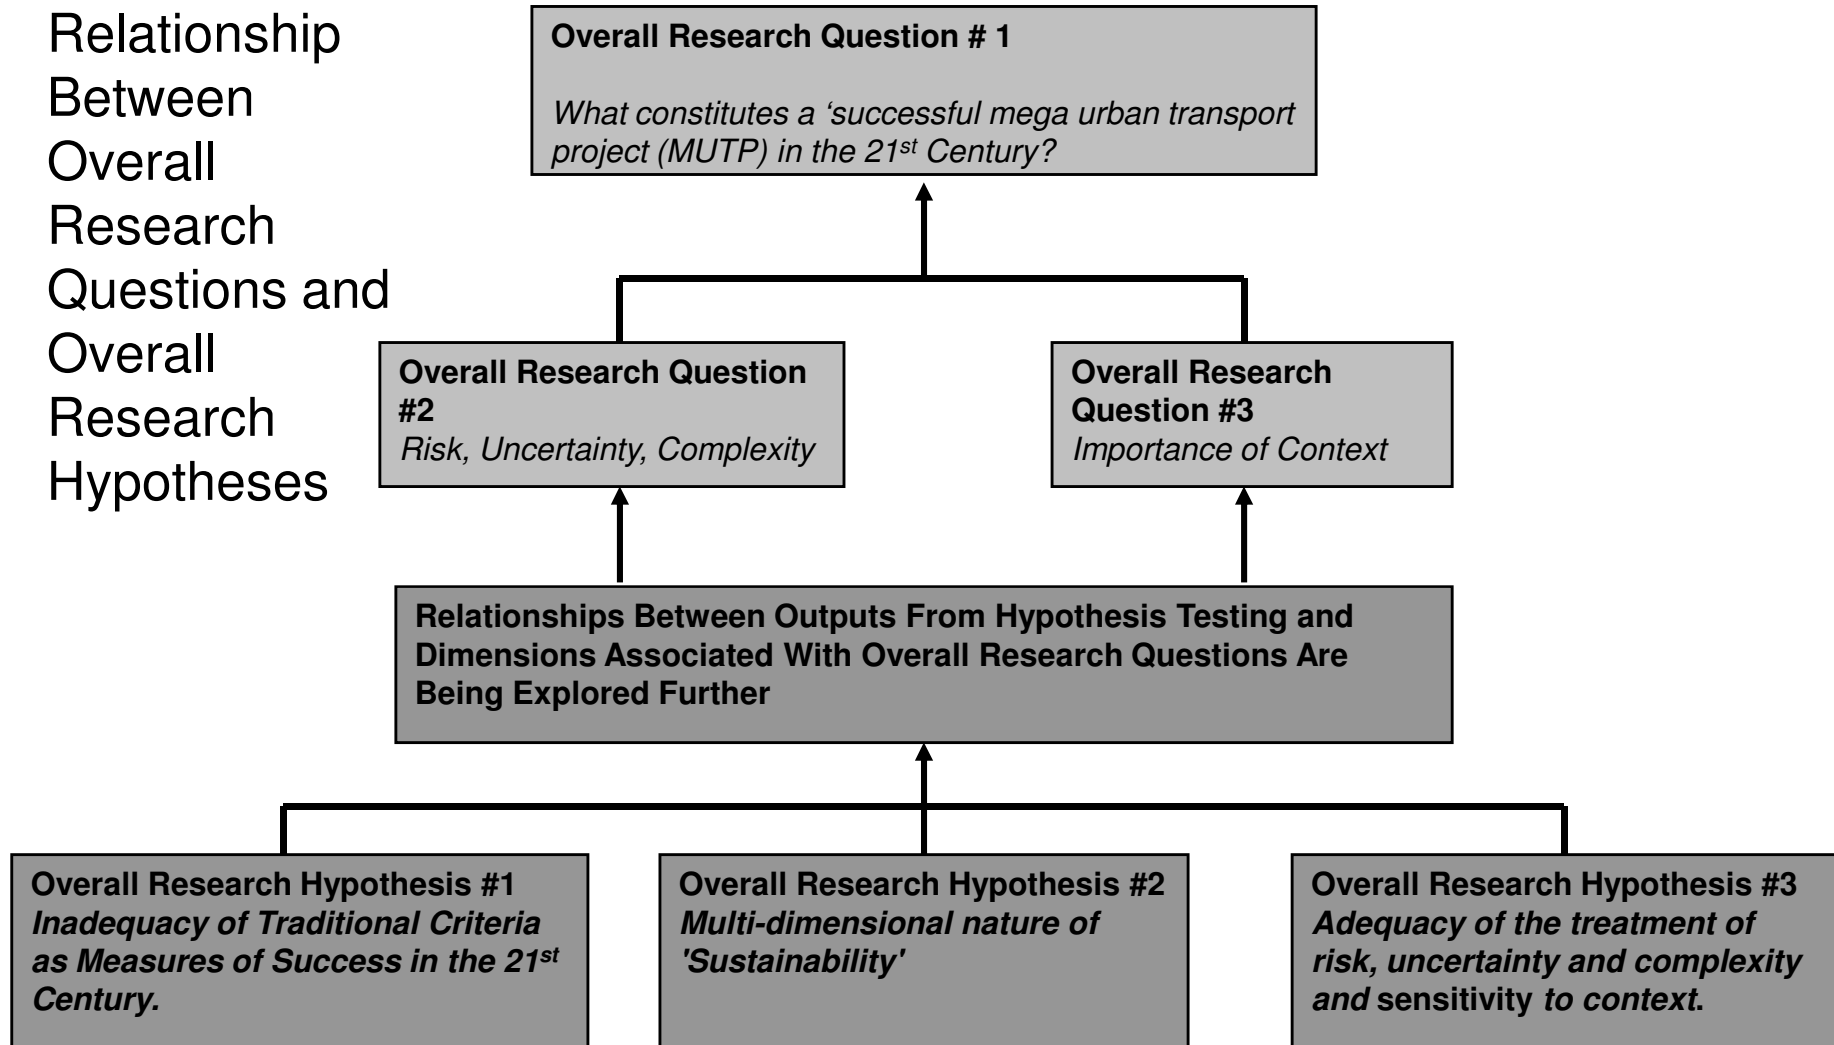 Relationship
Between
Overall
Research
Questions and
Overall
Research
Hypotheses
Overall Research Question # 1
What constitutes a ‘successful mega urban transport
project (MUTP) in the 21st Century?
Overall Research Question
#2
Risk, Uncertainty, Complexity
Overall Research
Question #3
Importance of Context
Relationships Between Outputs From Hypothesis Testing and
Dimensions Associated With Overall Research Questions Are
Being Explored Further
Overall Research Hypothesis #1
Inadequacy of Traditional Criteria
as Measures of Success in the 21st
Century.
Overall Research Hypothesis #2
Multi-dimensional nature of
'Sustainability'
Overall Research Hypothesis #3
Adequacy of the treatment of
risk, uncertainty and complexity
and sensitivity to context.